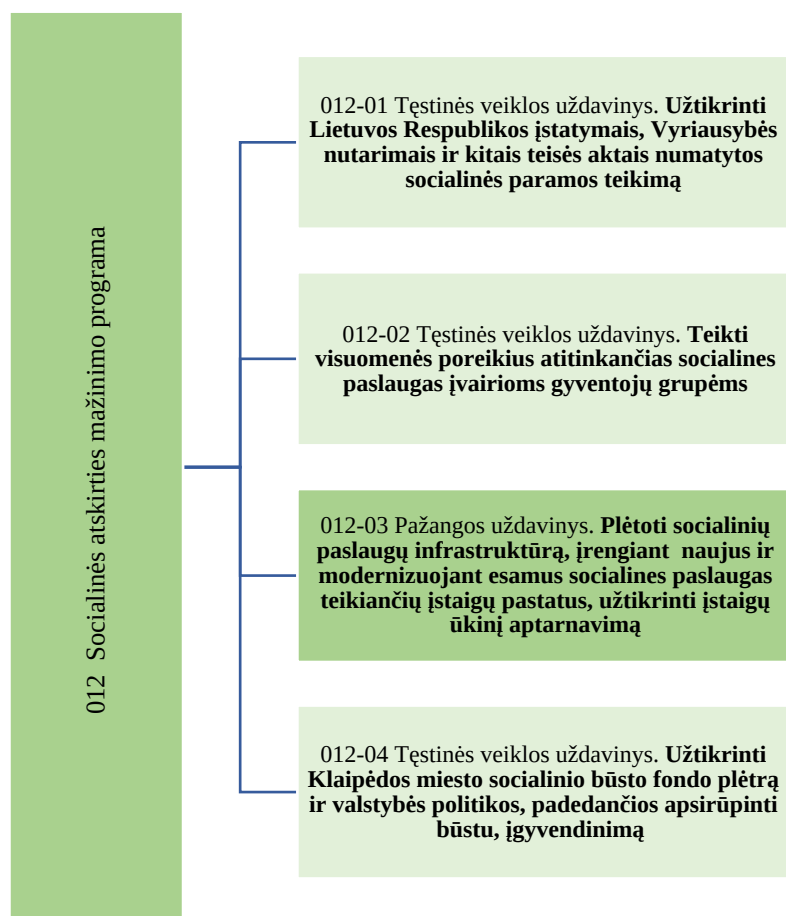 012 Socialinės atskirties mažinimo programa
012-01 Tęstinės veiklos uždavinys. Užtikrinti
Lietuvos Respublikos įstatymais, Vyriausybės
nutarimais ir kitais teisės aktais numatytos
socialinės paramos teikimą
012-02 Tęstinės veiklos uždavinys. Teikti
visuomenės poreikius atitinkančias socialines
paslaugas įvairioms gyventojų grupėms
012-03 Pažangos uždavinys. Plėtoti socialinių
paslaugų infrastruktūrą, įrengiant naujus ir
modernizuojant esamus socialines paslaugas
teikiančių įstaigų pastatus, užtikrinti įstaigų
ūkinį aptarnavimą
012-04 Tęstinės veiklos uždavinys. Užtikrinti
Klaipėdos miesto socialinio būsto fondo plėtrą
ir valstybės politikos, padedančios apsirūpinti
būstu, įgyvendinimą